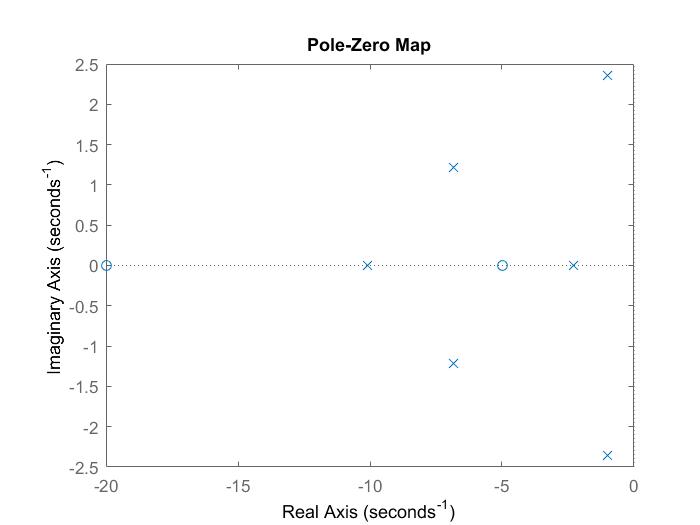 Pole-Zero Map
2.5
2
1.5
1
0.5
0
-0.5
-1
-1.5
-2
-2.5
Imaginary Axis (seconds⁻¹)
-20 -15 -10 -5 0
Real Axis (seconds⁻¹)